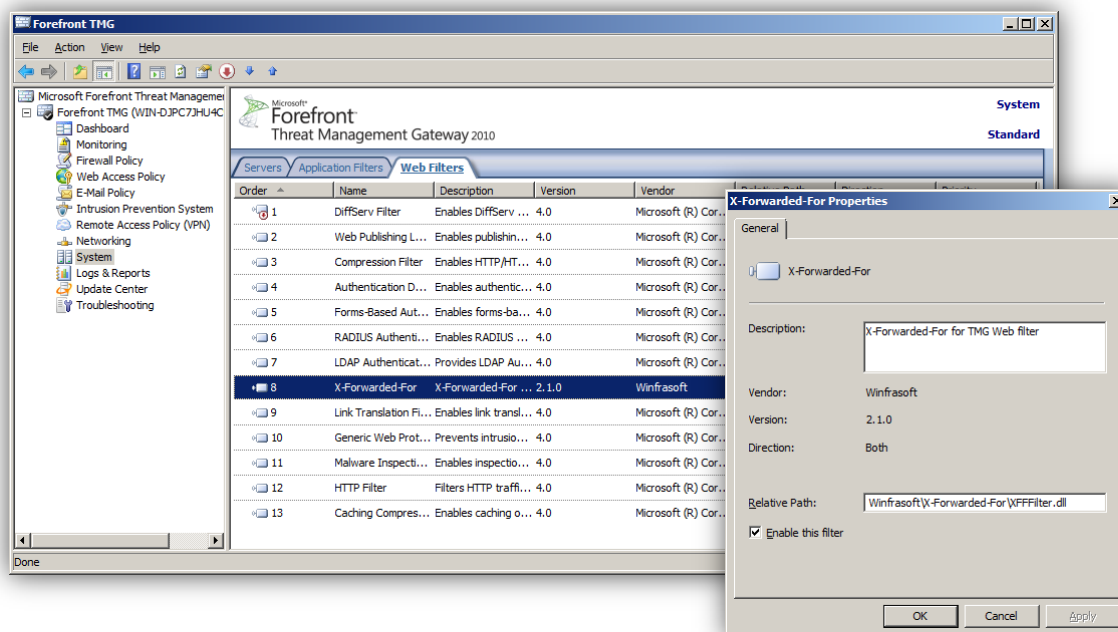 Forefront TMG
File Action View Help
Microsoft Forefront Threat Managemen
Forefront TMG (WIN-DJPC7JHU4C
Dashboard
Monitoring
Firewall Policy
Web Access Policy
E-Mail Policy
Intrusion Prevention System
Remote Access Policy (VPN)
Networking
System
Logs & Reports
Update Center
Troubleshooting
Microsoft
Forefront
Threat Management Gateway 2010
System
Standard
Servers Application Filters Web Filters
Order Name Description Version Vendor
1 DiffServ Filter Enables DiffServ ... 4.0 Microsoft (R) Cor...
2 Web Publishing L... Enables publishin... 4.0 Microsoft (R) Cor...
3 Compression Filter Enables HTTP/HT... 4.0 Microsoft (R) Cor...
4 Authentication D... Enables authentic... 4.0 Microsoft (R) Cor...
5 Forms-Based Aut... Enables forms-ba... 4.0 Microsoft (R) Cor...
6 RADIUS Authenti... Enables RADIUS ... 4.0 Microsoft (R) Cor...
7 LDAP Authenticat... Provides LDAP Au... 4.0 Microsoft (R) Cor...
8 X-Forwarded-For X-Forwarded-For ... 2.1.0 Winfrasoft
9 Link Translation Fi... Enables link transl... 4.0 Microsoft (R) Cor...
10 Generic Web Prot... Prevents intrusio... 4.0 Microsoft (R) Cor...
11 Malware Inspecti... Enables inspectio... 4.0 Microsoft (R) Cor...
12 HTTP Filter Filters HTTP traffi... 4.0 Microsoft (R) Cor...
13 Caching Compres... Enables caching o... 4.0 Microsoft (R) Cor...
Done
X-Forwarded-For Properties
General
X-Forwarded-For
Description: X-Forwarded-For for TMG Web filter
Vendor: Winfrasoft
Version: 2.1.0
Direction: Both
Relative Path: Winfrasoft\X-Forwarded-For\XFFFilter.dll
Enable this filter
OK Cancel Apply